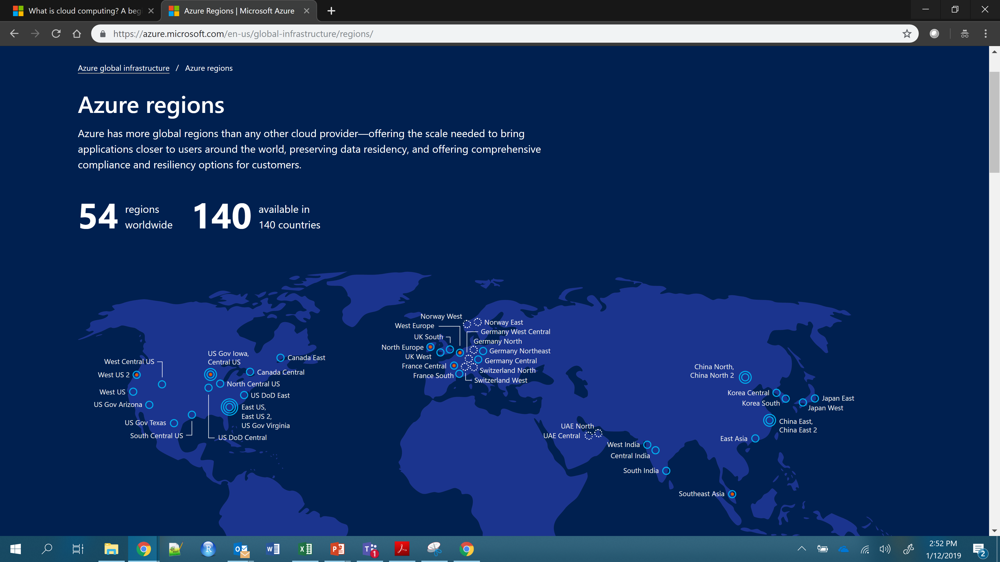 What is cloud computing? A beg
Azure Regions | Microsoft Azure
https://azure.microsoft.com/en-us/global-infrastructure/regions/
Azure global infrastructure / Azure regions
Azure regions
Azure has more global regions than any other cloud provider—offering the scale needed to bring
applications closer to users around the world, preserving data residency, and offering comprehensive
compliance and resiliency options for customers.
54 regions
worldwide
140 available in
140 countries
Norway West
Norway East
West Europe
Germany West Central
UK South
Germany North
North Europe
Germany Northeast
UK West
Germany Central
France Central
Switzerland North
France South
Switzerland West
US Gov Iowa,
Central US
Canada East
West Central US
Canada Central
West US 2
North Central US
West US
US DoD East
US Gov Arizona
East US,
East US 2,
US Gov Virginia
US Gov Texas
South Central US
US DoD Central
China North,
China North 2
Korea Central
Korea South
Japan East
Japan West
China East,
China East 2
East Asia
UAE North
UAE Central
West India
Central India
South India
Southeast Asia
R
O
W
X
P
T
1
2:52 PM
1/12/2019
2